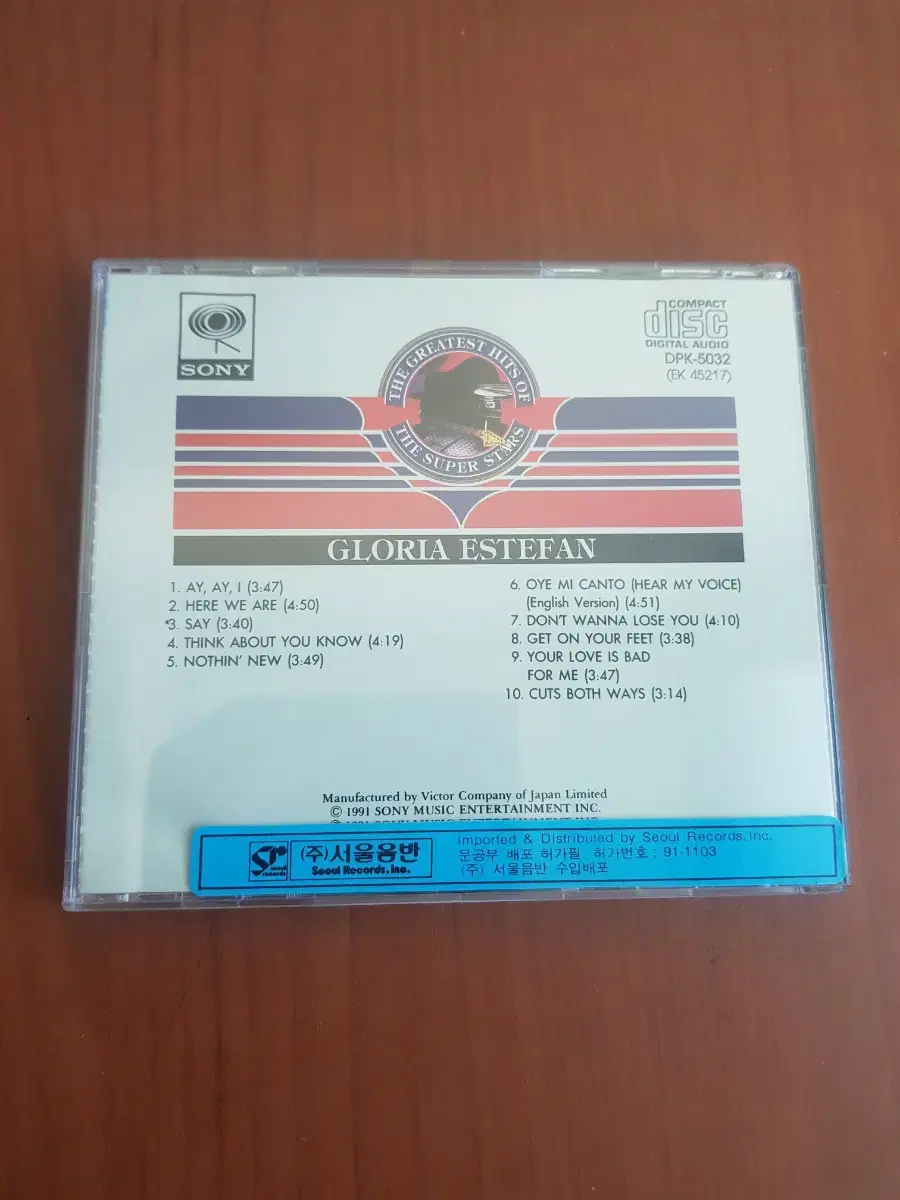 SONY
COMPACT
disc
DIGITAL AUDIO
DPK-5032
(EK 45217)
THE GREATEST HITS OF
THE SUPER STARS
GLORIA ESTEFAN
1. AY, AY, I (3:47)
2. HERE WE ARE (4:50)
3. SAY (3:40)
4. THINK ABOUT YOU KNOW (4:19)
5. NOTHIN' NEW (3:49)
6. OYE MI CANTO (HEAR MY VOICE)
(English Version) (4:51)
7. DON'T WANNA LOSE YOU (4:10)
8. GET ON YOUR FEET (3:38)
9. YOUR LOVE IS BAD
FOR ME (3:47)
10. CUTS BOTH WAYS (3:14)
Manufactured by Victor Company of Japan Limited
© 1991 SONY MUSIC ENTERTAINMENT INC.
sr
seoul
records
(주)서울음반
Seoul Records, Inc.
Imported & Distributed by Seoul Records, Inc.
문공부 배포 허가필 허가번호 : 91-1103
(주) 서울음반 수입배포